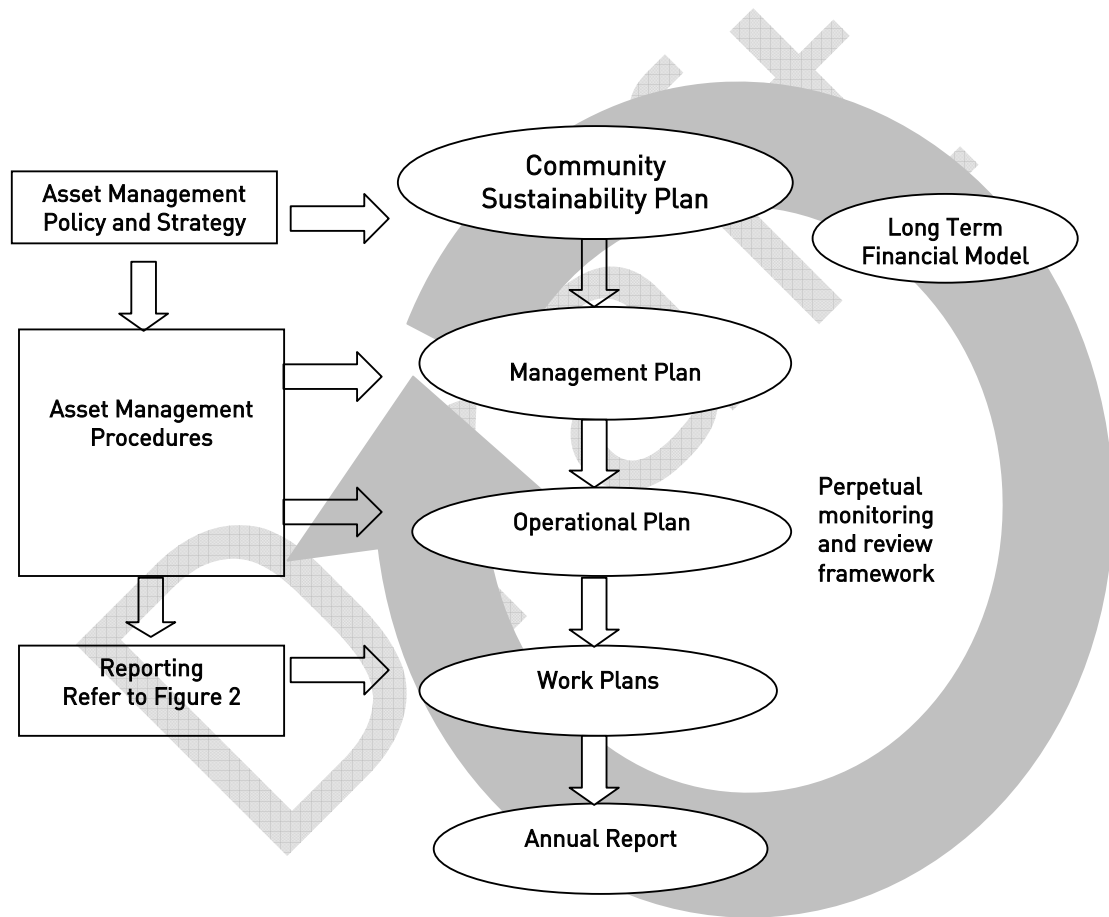 Asset Management
Policy and Strategy
Community
Sustainability Plan
Long Term
Financial Model
Asset Management
Procedures
Management Plan
Operational Plan
Perpetual
monitoring
and review
framework
Reporting
Refer to Figure 2
Work Plans
Annual Report
DRAFT